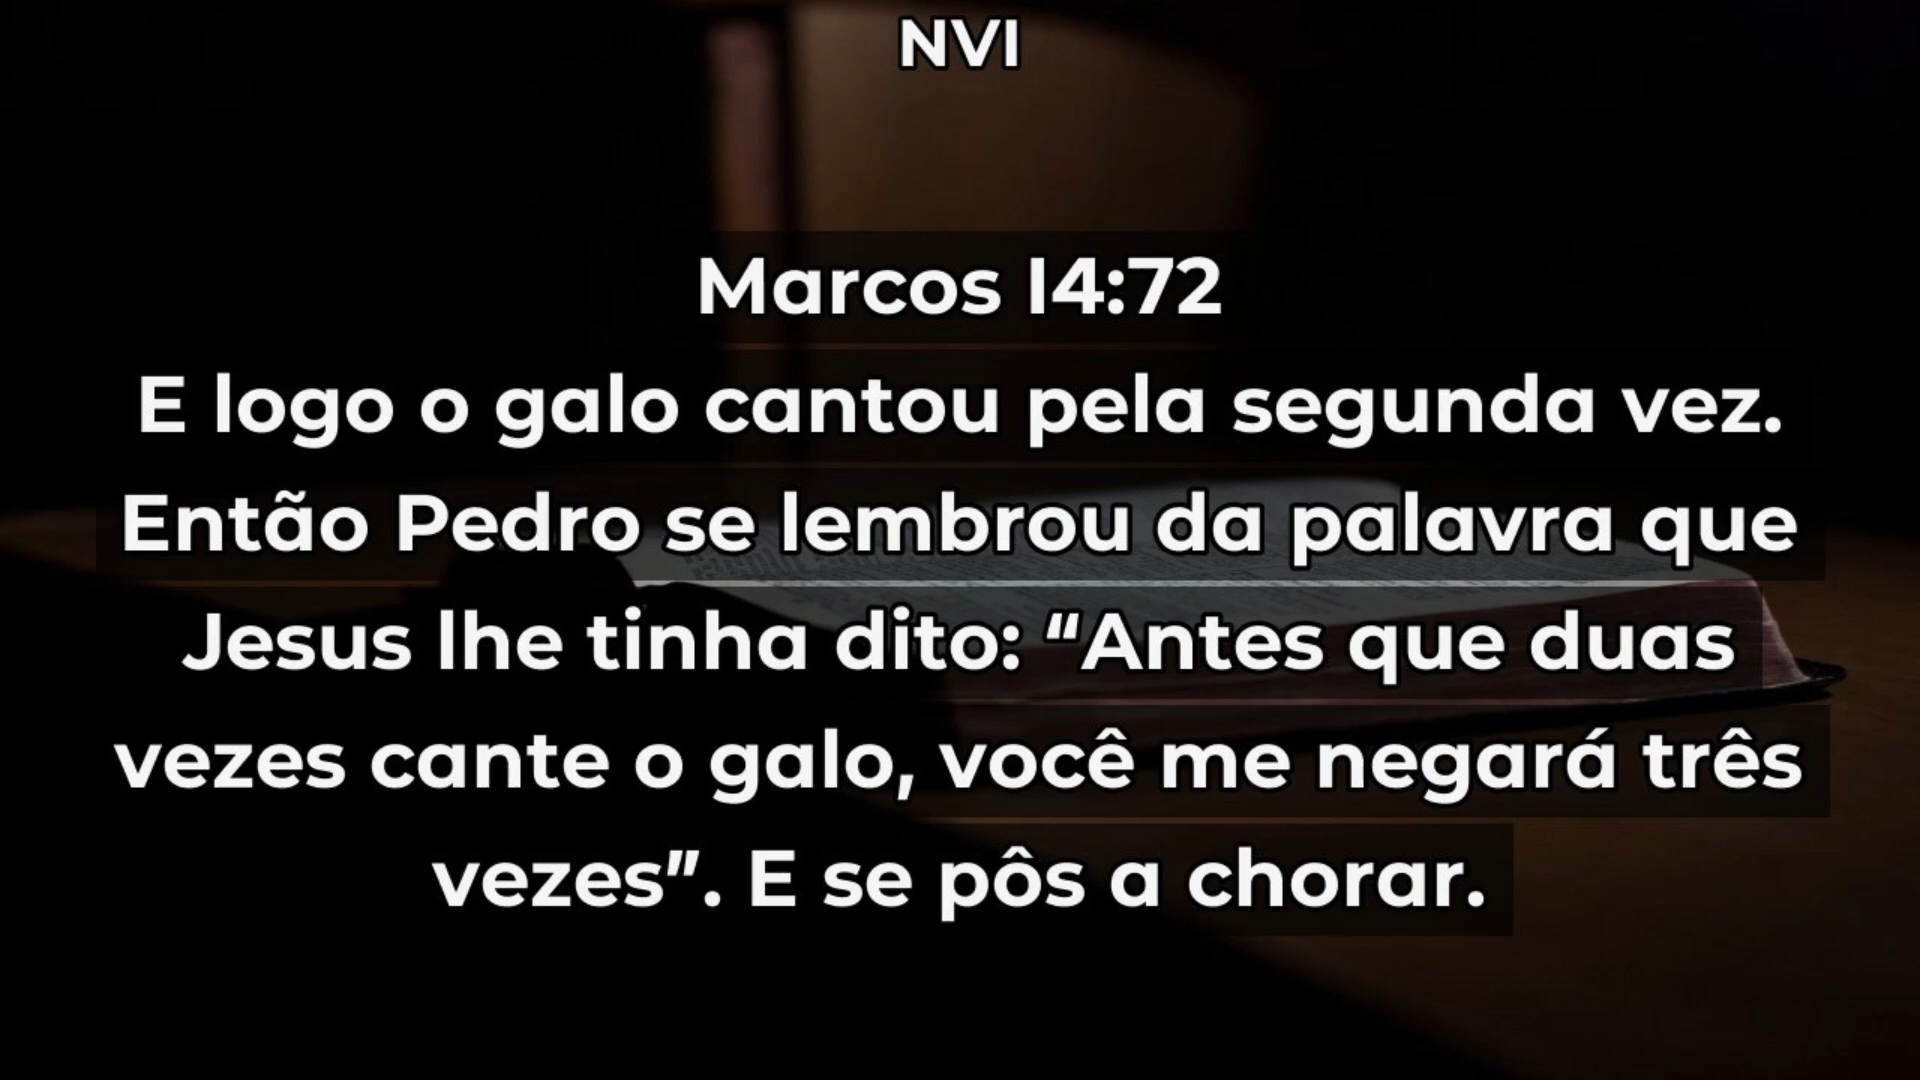 NVI
Marcos 14:72
E logo o galo cantou pela segunda vez.
Então Pedro se lembrou da palavra que
Jesus lhe tinha dito: “Antes que duas
vezes cante o galo, você me negará três
vezes”. E se pôs a chorar.